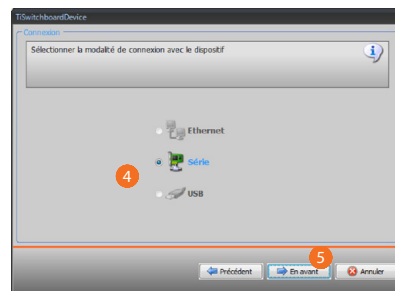 TiSwitchboardDevice
Connexion
Sélectionner la modalité de connexion avec le dispositif
Ethernet
Série
4
USB
5
Précédent
En avant
Annuler